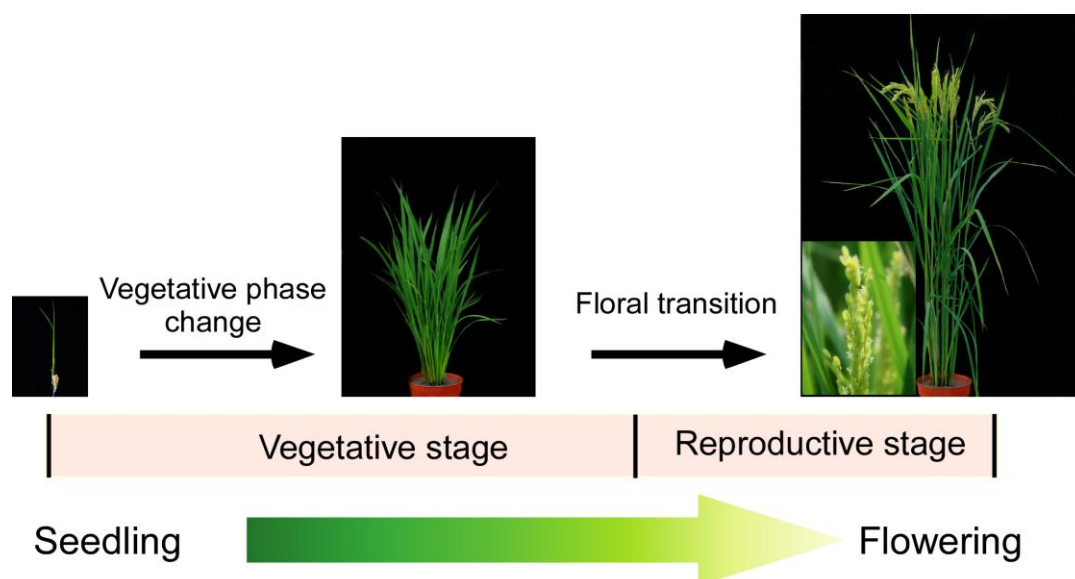 Vegetative phase
change
Floral transition
Vegetative stage
Reproductive stage
Seedling
Flowering